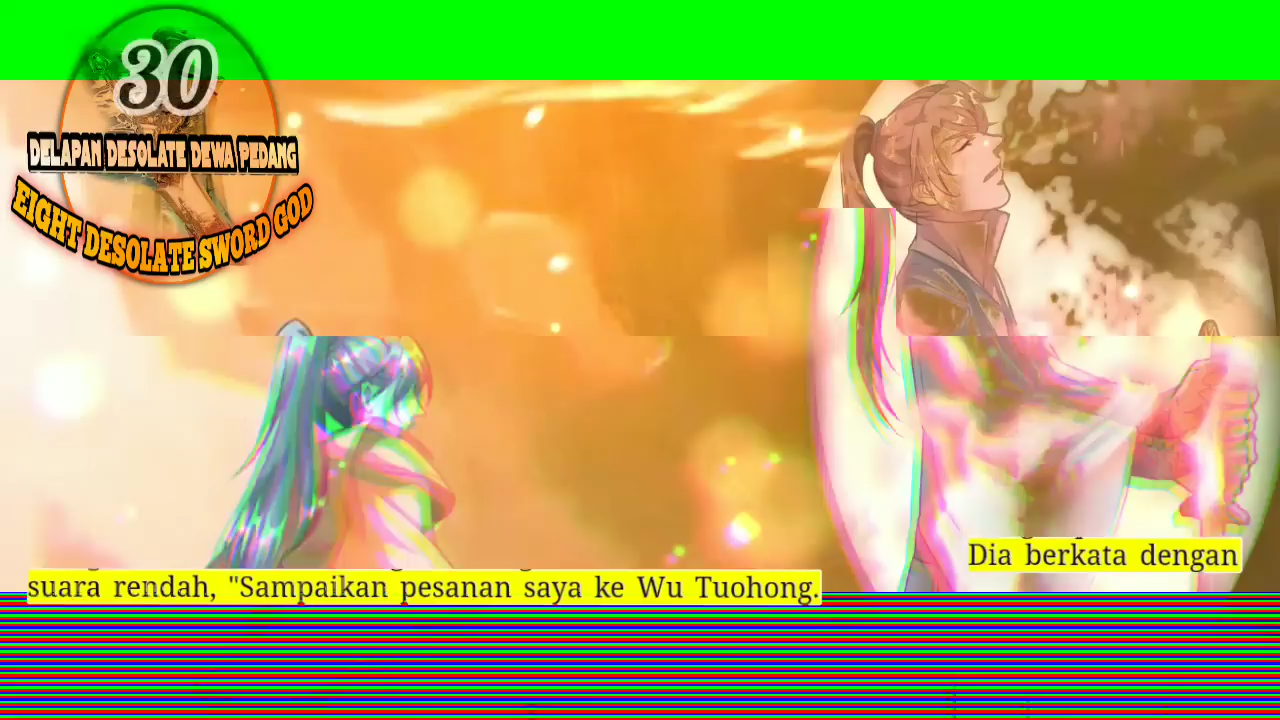 30
DELAPAN DESOLATE DEWA PEDANG
EIGHT DESOLATE SWORD GOD
Dia berkata dengan
suara rendah, "Sampaikan pesanan saya ke Wu Tuohong.